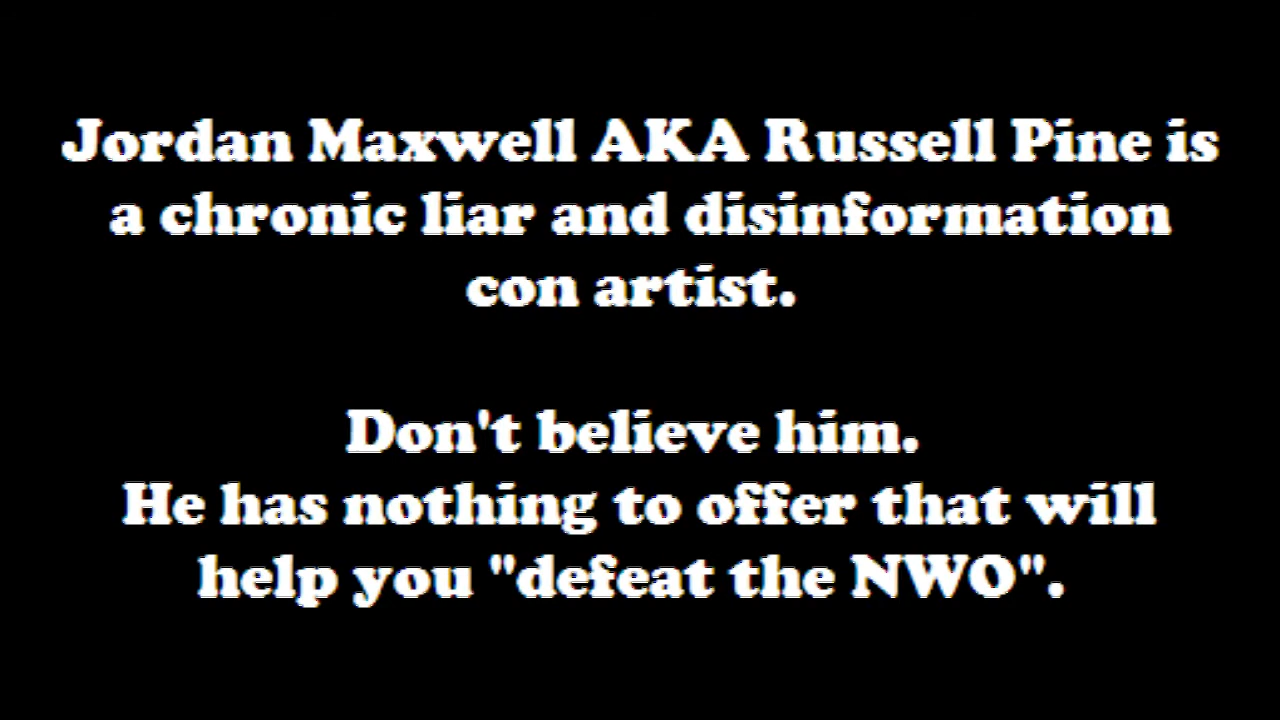 Jordan Maxwell AKA Russell Pine is
a chronic liar and disinformation
con artist.
Don't believe him.
He has nothing to offer that will
help you "defeat the NWO".